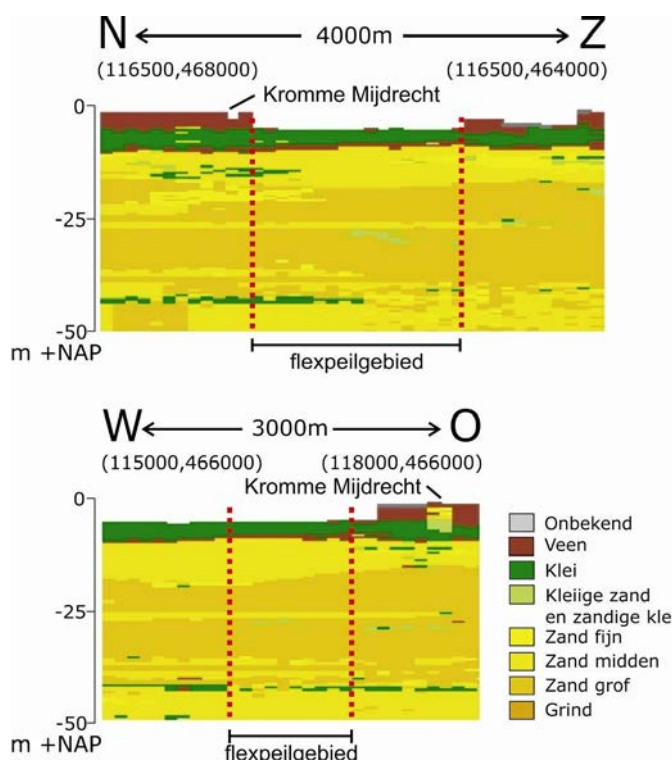 N 4000m Z
(116500,468000) (116500,464000)
Kromme Mijdrecht
0
-25
-50
m +NAP
flexpeilgebied
W 3000m O
(115000,466000) (118000,466000)
Kromme Mijdrecht
0
-25
-50
m +NAP
flexpeilgebied
Onbekend
Veen
Klei
Kleiige zand
en zandige kle
Zand fijn
Zand midden
Zand grof
Grind